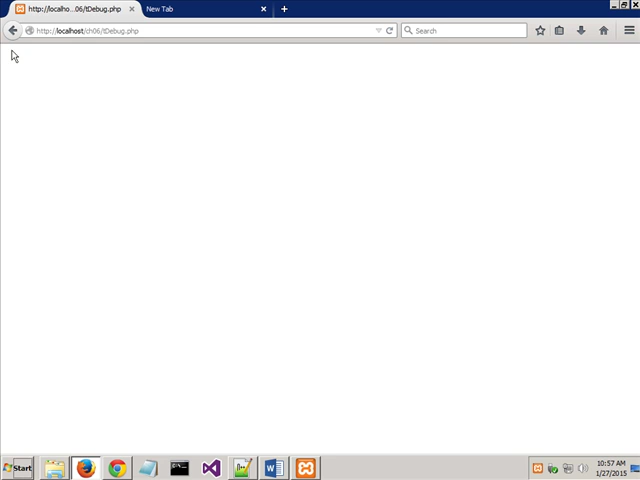 http://localho...06/tDebug.php
New Tab
http://localhost/ch06/tDebug.php
Search
Start
10:57 AM
1/27/2015